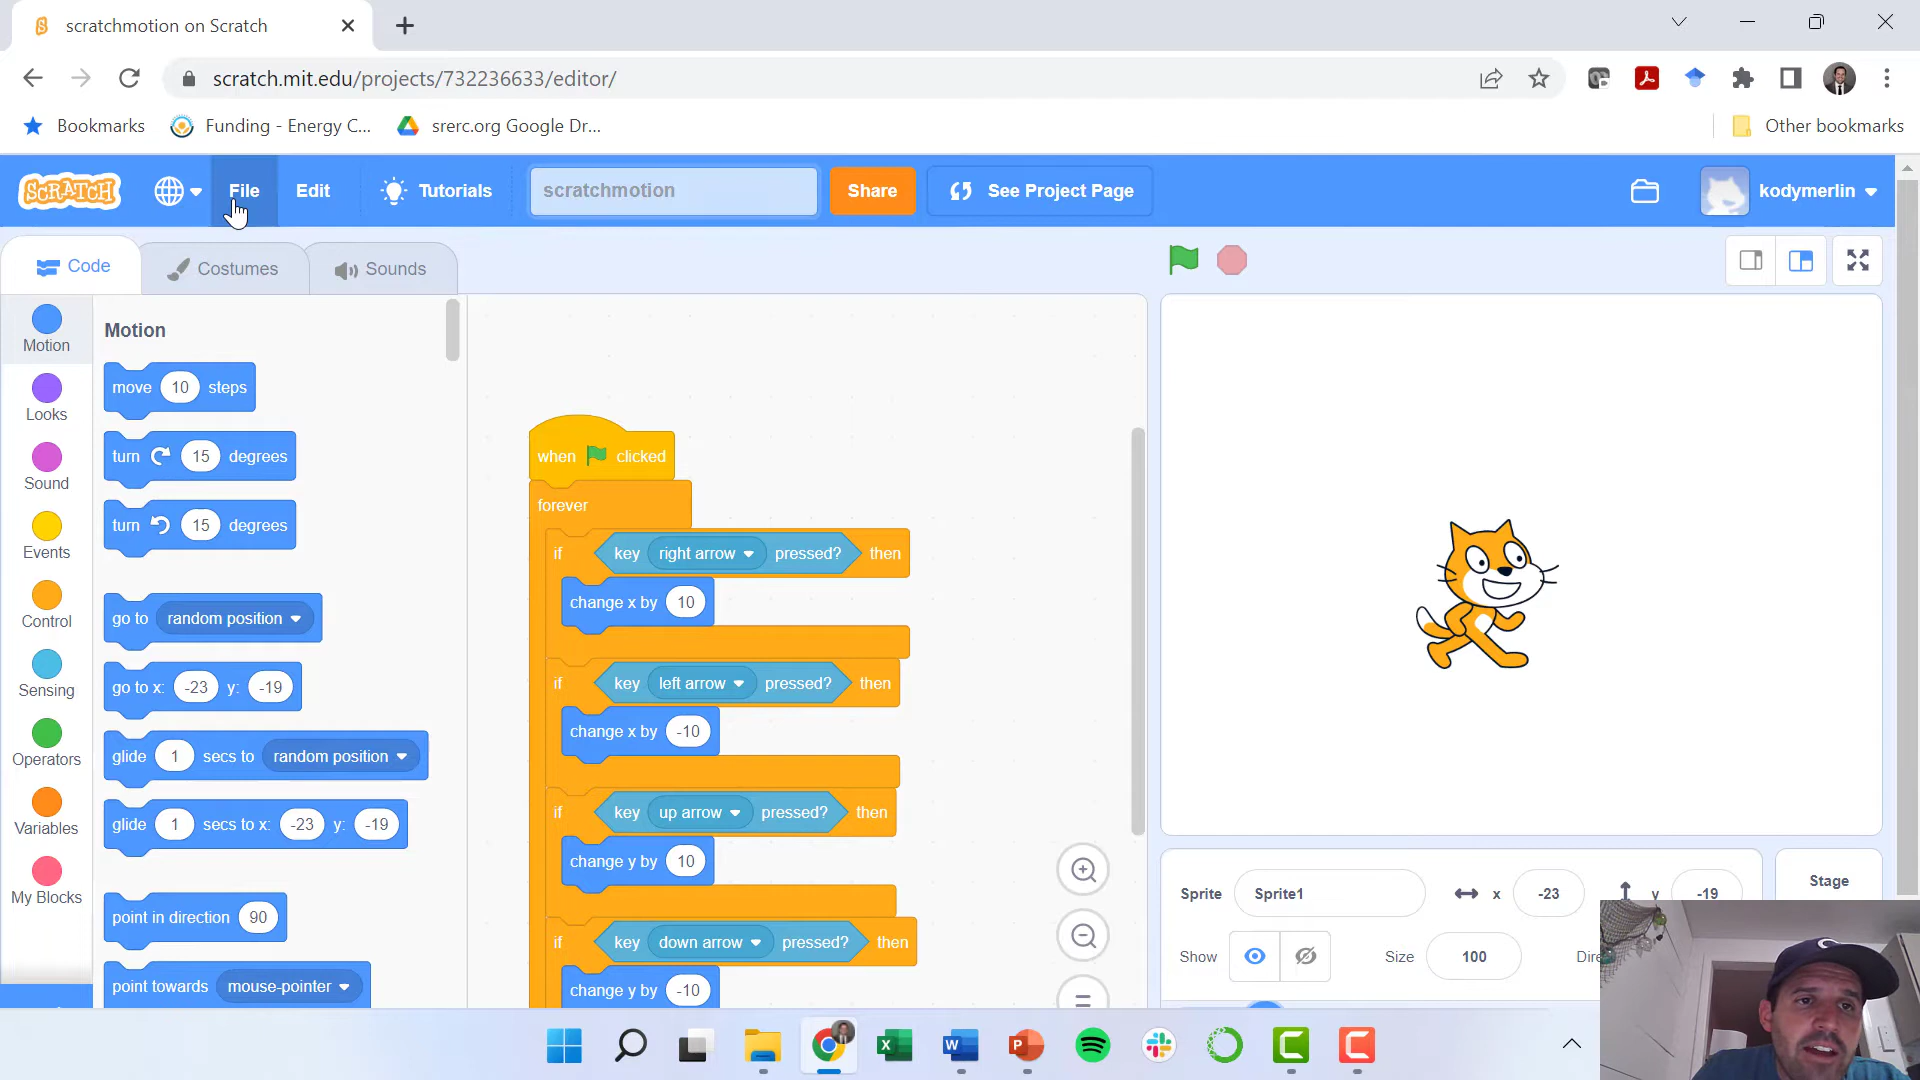 scratchmotion on Scratch
scratch.mit.edu/projects/732236633/editor/
Bookmarks
Funding - Energy C...
srerc.org Google Dr...
Other bookmarks
SCRATCH
File
Edit
Tutorials
scratchmotion
Share
See Project Page
kodymerlin
Code
Costumes
Sounds
Motion
Looks
Sound
Events
Control
Sensing
Operators
Variables
My Blocks
Motion
move 10 steps
turn 15 degrees
turn 15 degrees
go to random position
go to x: -23 y: -19
glide 1 secs to random position
glide 1 secs to x: -23 y: -19
point in direction 90
point towards mouse-pointer
when clicked
forever
if key right arrow pressed? then
change x by 10
if key left arrow pressed? then
change x by -10
if key up arrow pressed? then
change y by 10
if key down arrow pressed? then
change y by -10
Sprite Sprite1 x -23 y -19
Show Size 100 Dire
Stage